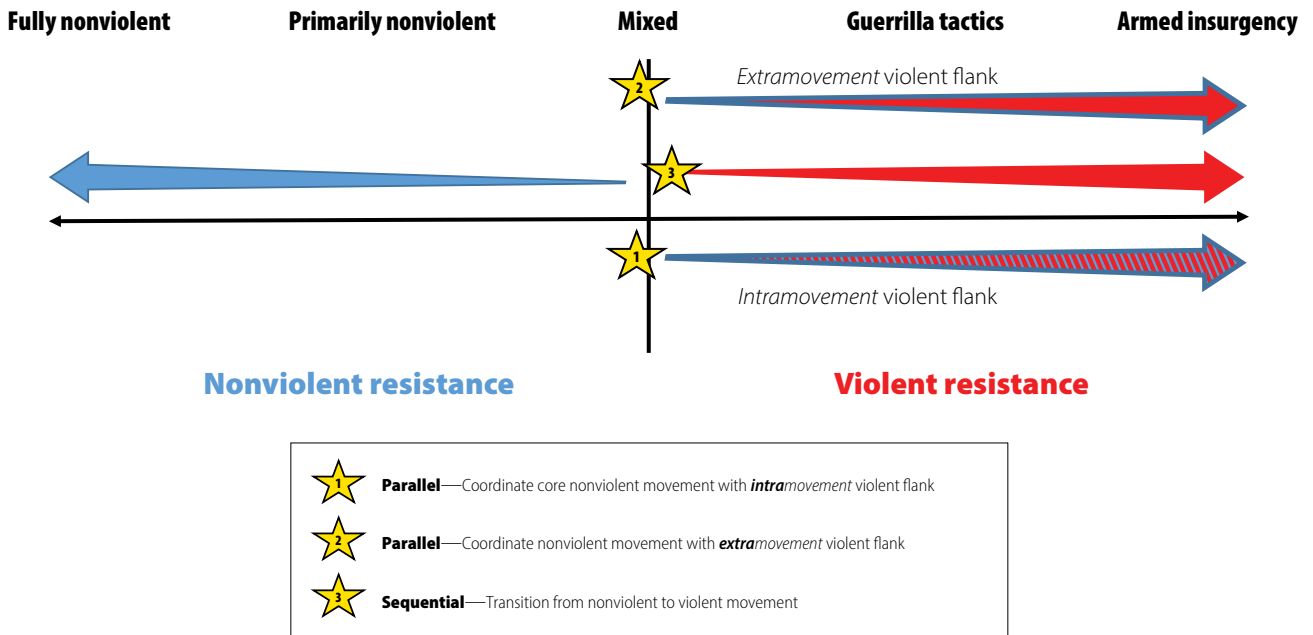 Fully nonviolent Primarily nonviolent Mixed Guerrilla tactics Armed insurgency
Extramovement violent flank
2
3
1
Intramovement violent flank
Nonviolent resistance Violent resistance
1 Parallel—Coordinate core nonviolent movement with intramovement violent flank
2 Parallel—Coordinate nonviolent movement with extramovement violent flank
3 Sequential—Transition from nonviolent to violent movement